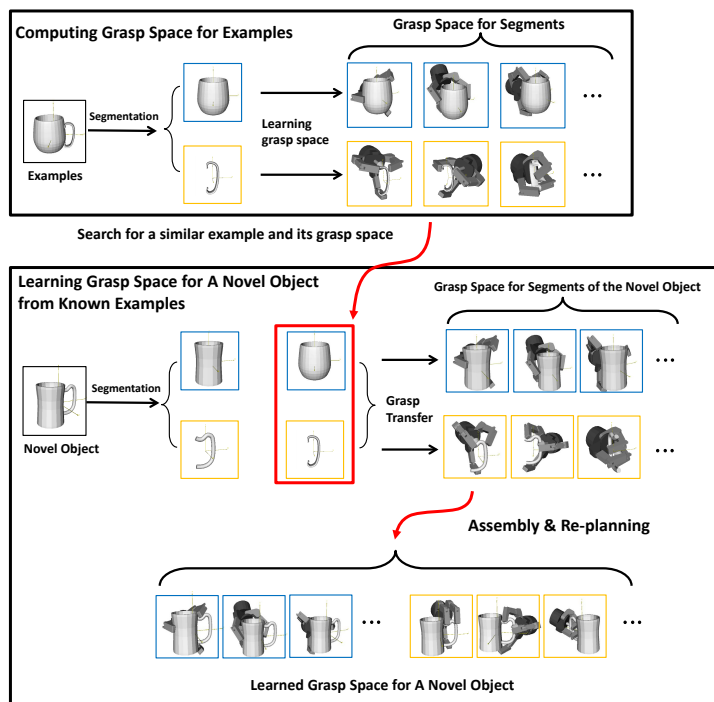 Computing Grasp Space for Examples
Grasp Space for Segments
Segmentation
Learning
grasp space
Examples
...
...
Search for a similar example and its grasp space
Learning Grasp Space for A Novel Object
from Known Examples
Grasp Space for Segments of the Novel Object
Segmentation
Novel Object
Grasp
Transfer
...
...
Assembly & Re-planning
...
...
Learned Grasp Space for A Novel Object